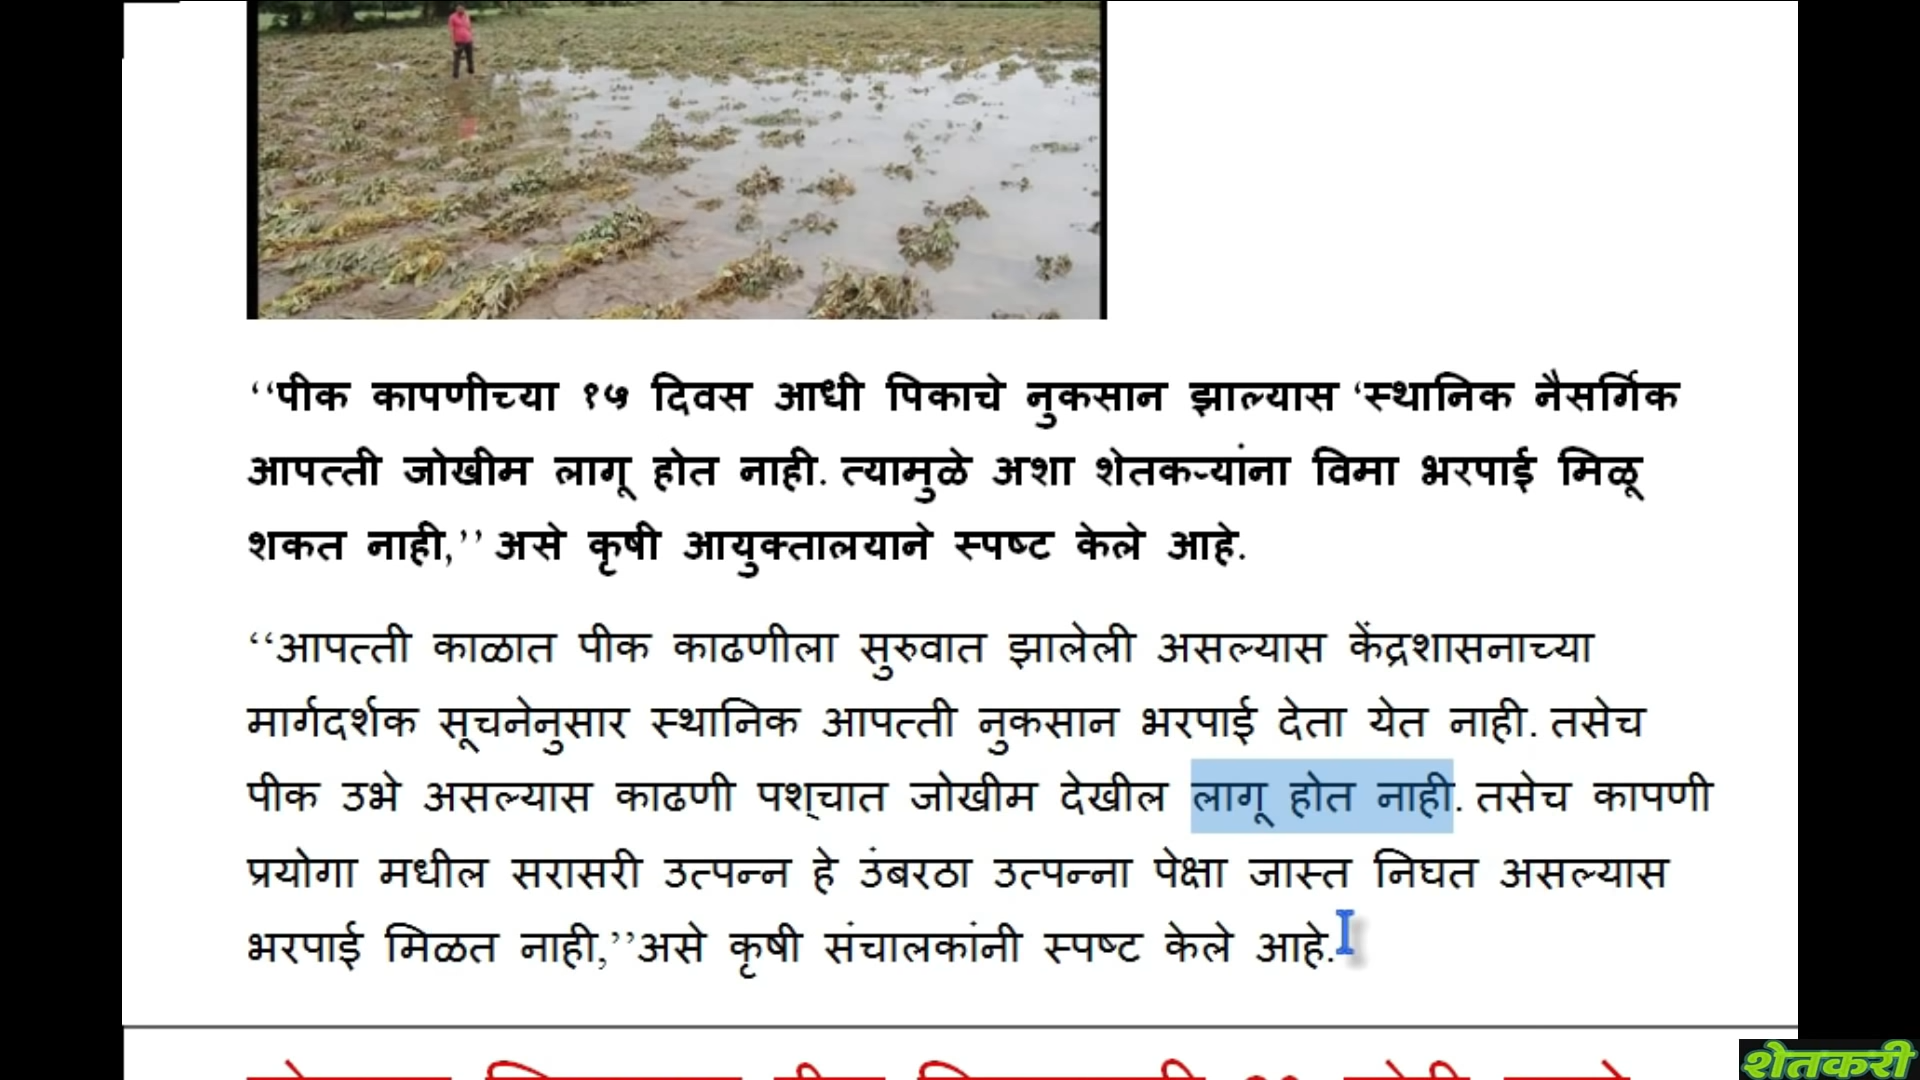 ‘‘पीक कापणीच्या १५ दिवस आधी पिकाचे नुकसान झाल्यास ‘स्थानिक नैसर्गिक
आपत्ती जोखीम लागू होत नाही. त्यामुळे अशा शेतकऱ्यांना विमा भरपाई मिळू
शकत नाही,’’ असे कृषी आयुक्तालयाने स्पष्ट केले आहे.
‘‘आपत्ती काळात पीक काढणीला सुरुवात झालेली असल्यास केंद्रशासनाच्या
मार्गदर्शक सूचनेनुसार स्थानिक आपत्ती नुकसान भरपाई देता येत नाही. तसेच
पीक उभे असल्यास काढणी पश्चात जोखीम देखील लागू होत नाही. तसेच कापणी
प्रयोगा मधील सरासरी उत्पन्न हे उंबरठा उत्पन्ना पेक्षा जास्त निघत असल्यास
भरपाई मिळत नाही,’’असे कृषी संचालकांनी स्पष्ट केले आहे.
शेतकरी